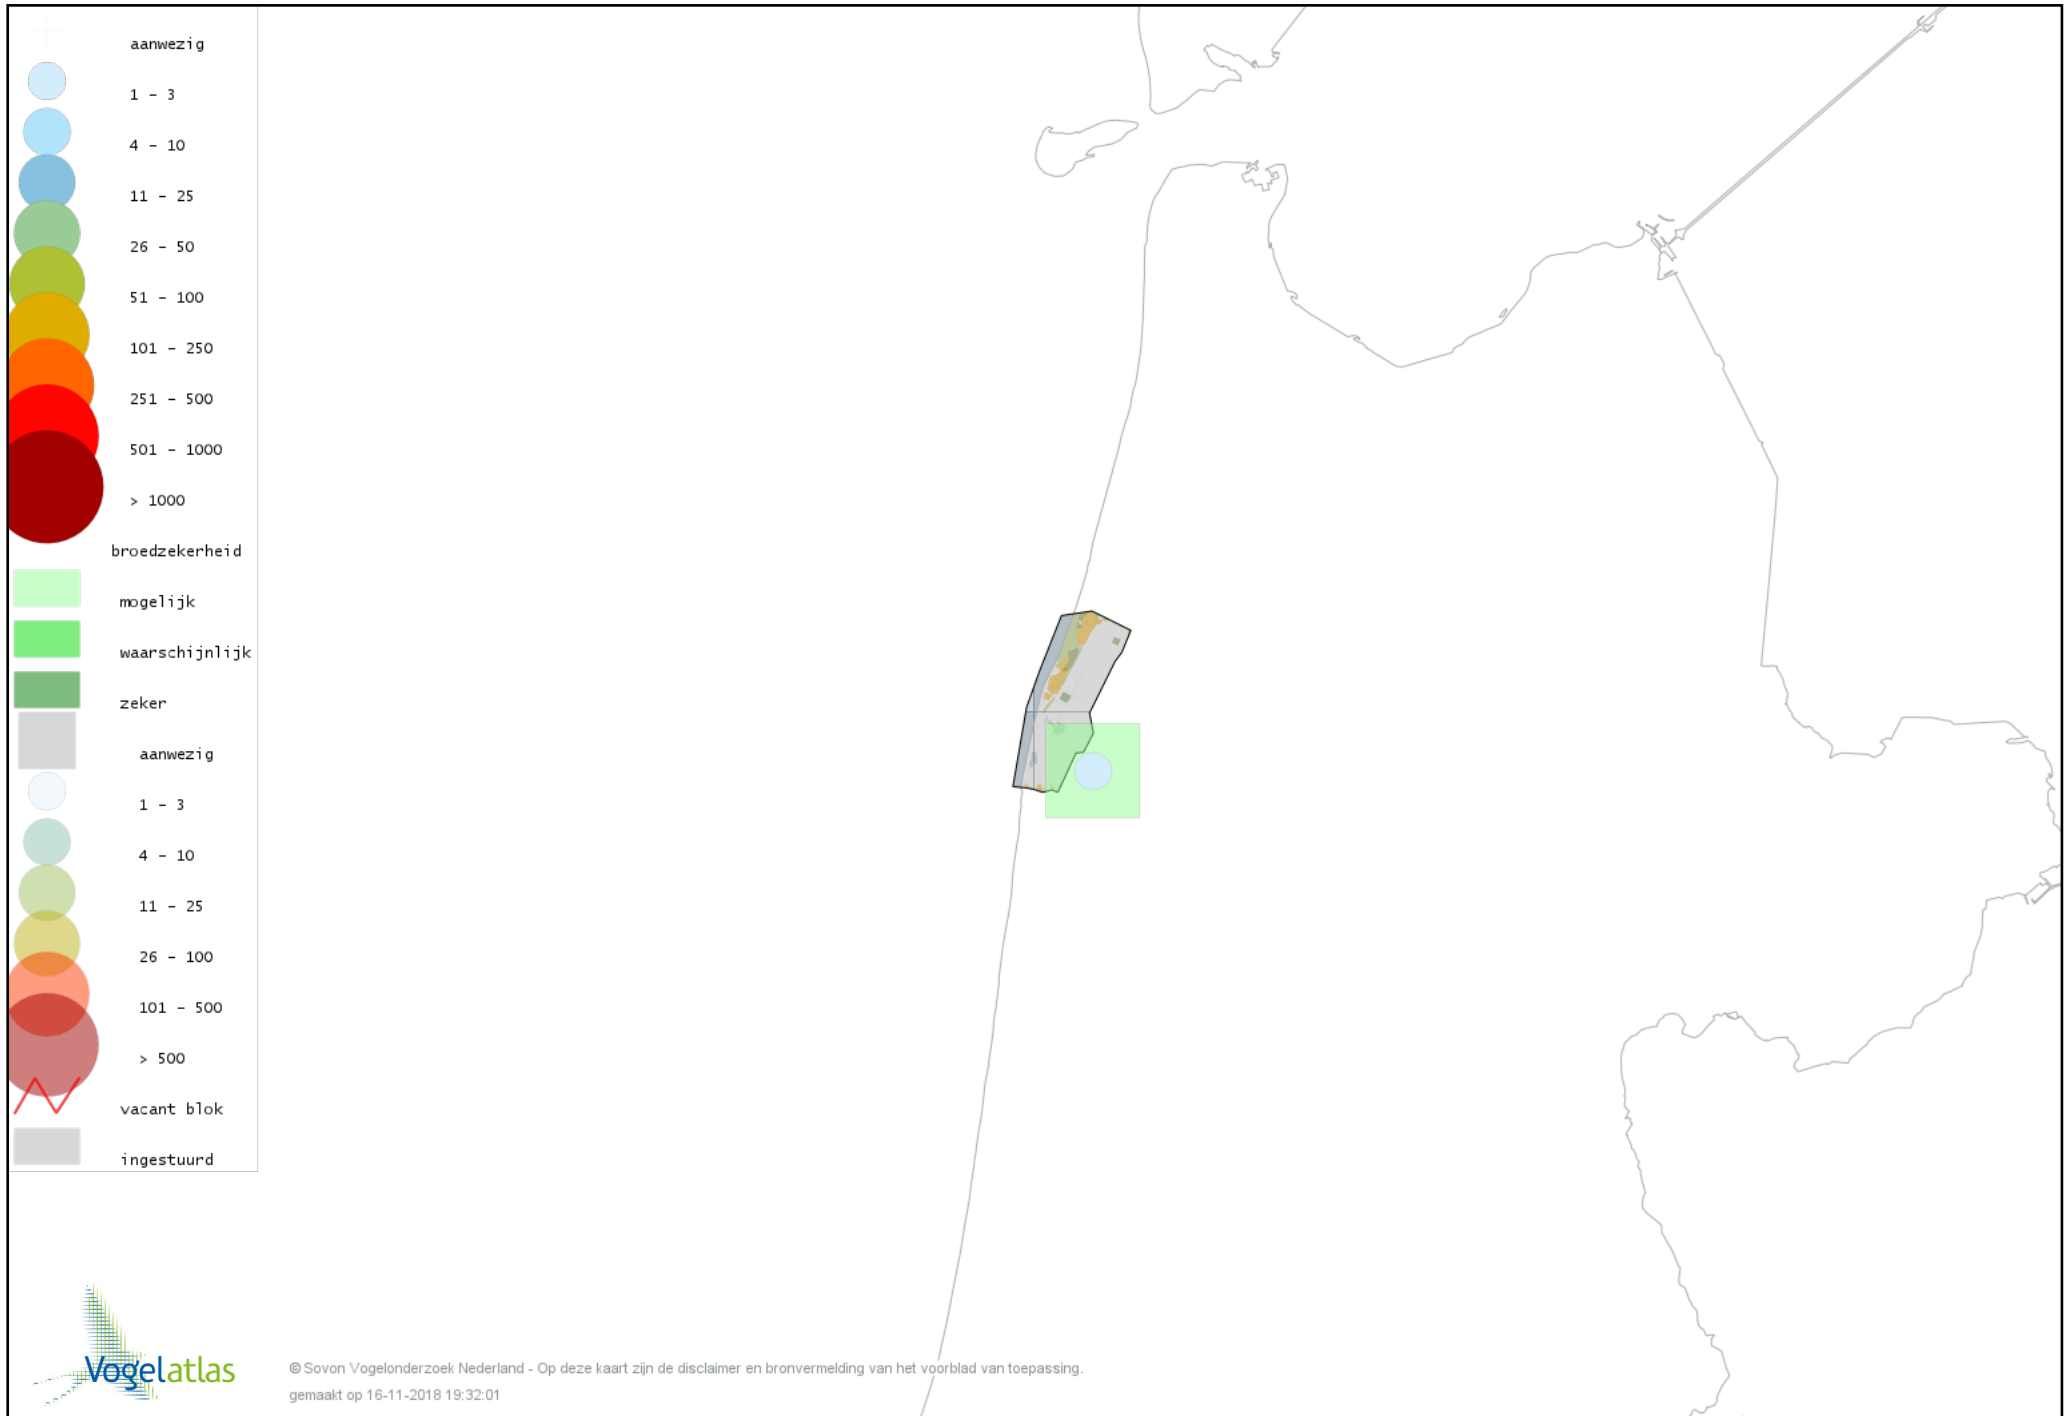 aanwezig
1 - 3
4 - 10
11 - 25
26 - 50
51 - 100
101 - 250
251 - 500
501 - 1000
> 1000
broedzekerheid
mogelijk
waarschijnlijk
zeker
aanwezig
1 - 3
4 - 10
11 - 25
26 - 100
101 - 500
> 500
vacant blok
ingestuurd
Vogelatlas
© Sovon Vogelonderzoek Nederland - Op deze kaart zijn de disclaimer en bronvermelding van het voorblad van toepassing.
gemaakt op 16-11-2018 19:32:01